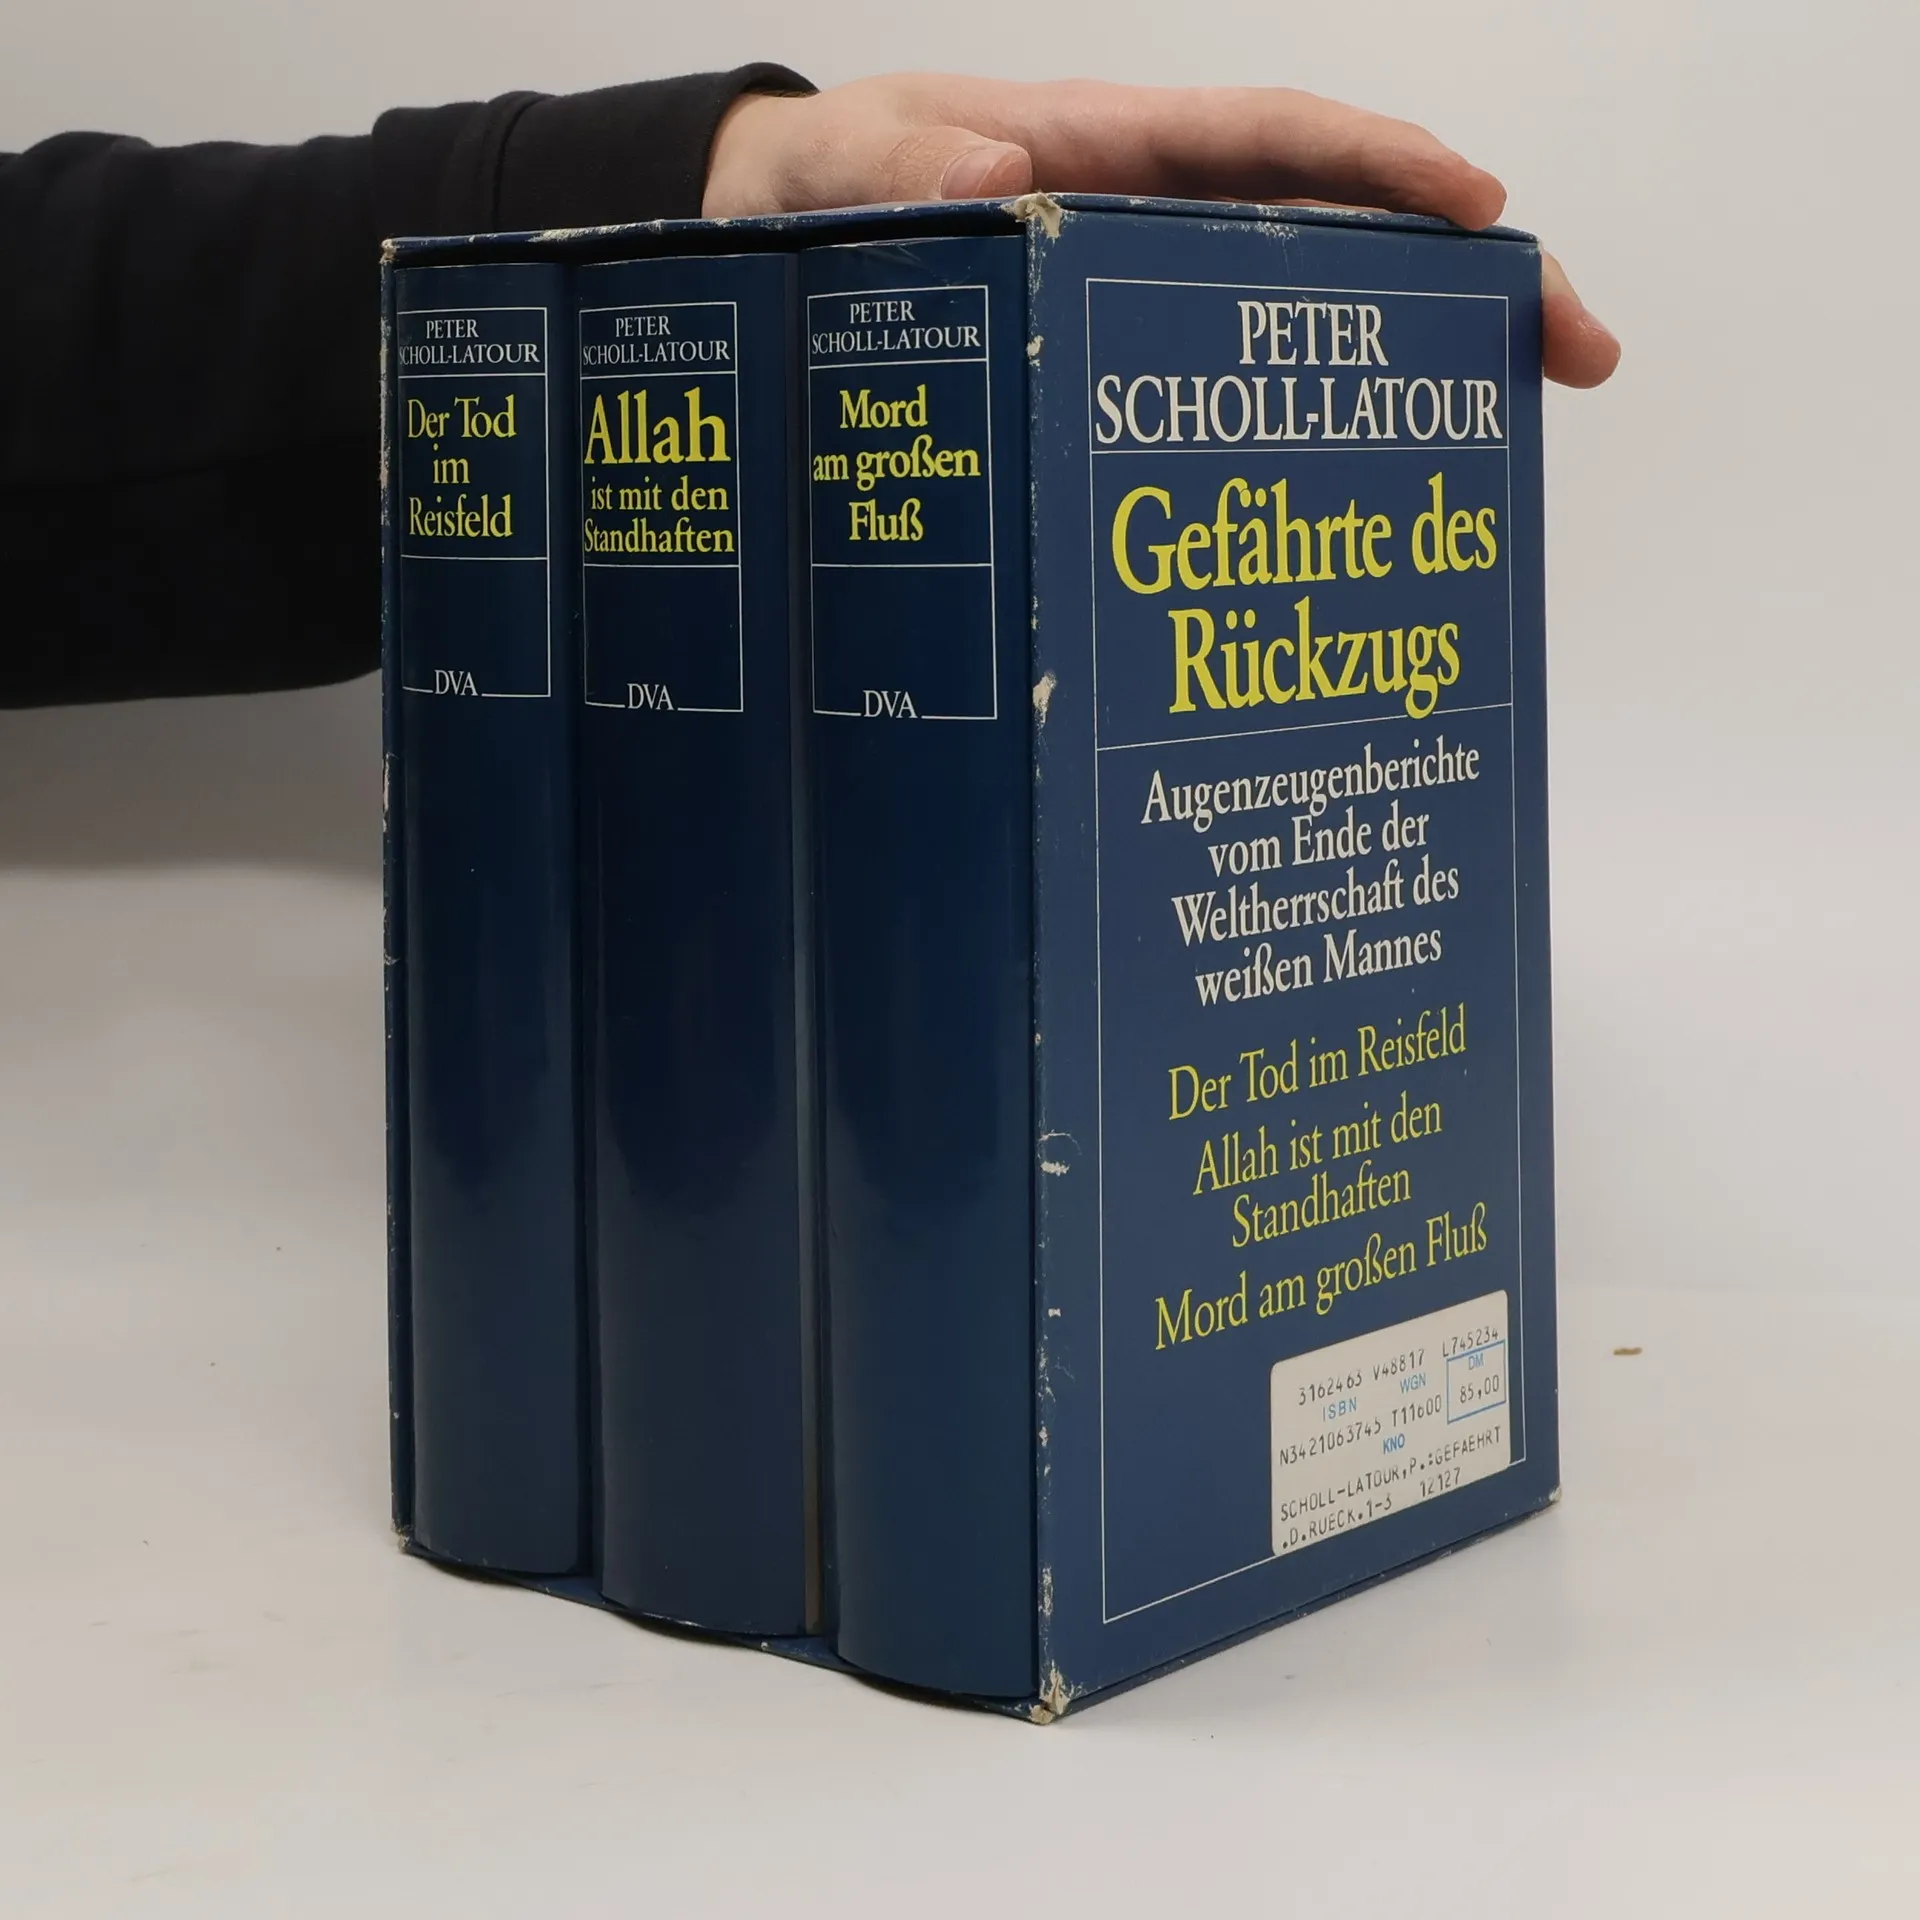 PETER
SCHOLL-LATOUR
Der Tod
im
Reisfeld
DVA
PETER
SCHOLL-LATOUR
Allah
ist mit den
Standhaften
DVA
PETER
SCHOLL-LATOUR
Mord
am großen
Fluß
DVA
PETER
SCHOLL-LATOUR
Gefährte des
Rückzugs
Augenzeugenberichte
vom Ende der
Weltherrschaft des
weißen Mannes
Der Tod im Reisfeld
Allah ist mit den
Standhaften
Mord am großen Fluß
3162463 V48817 L745234
ISBN WGN DM
N3421063745 T11600 85,00
KNO
SCHOLL-LATOUR,P.:GEFAEHRT
.D.RUECK.1-3 12127